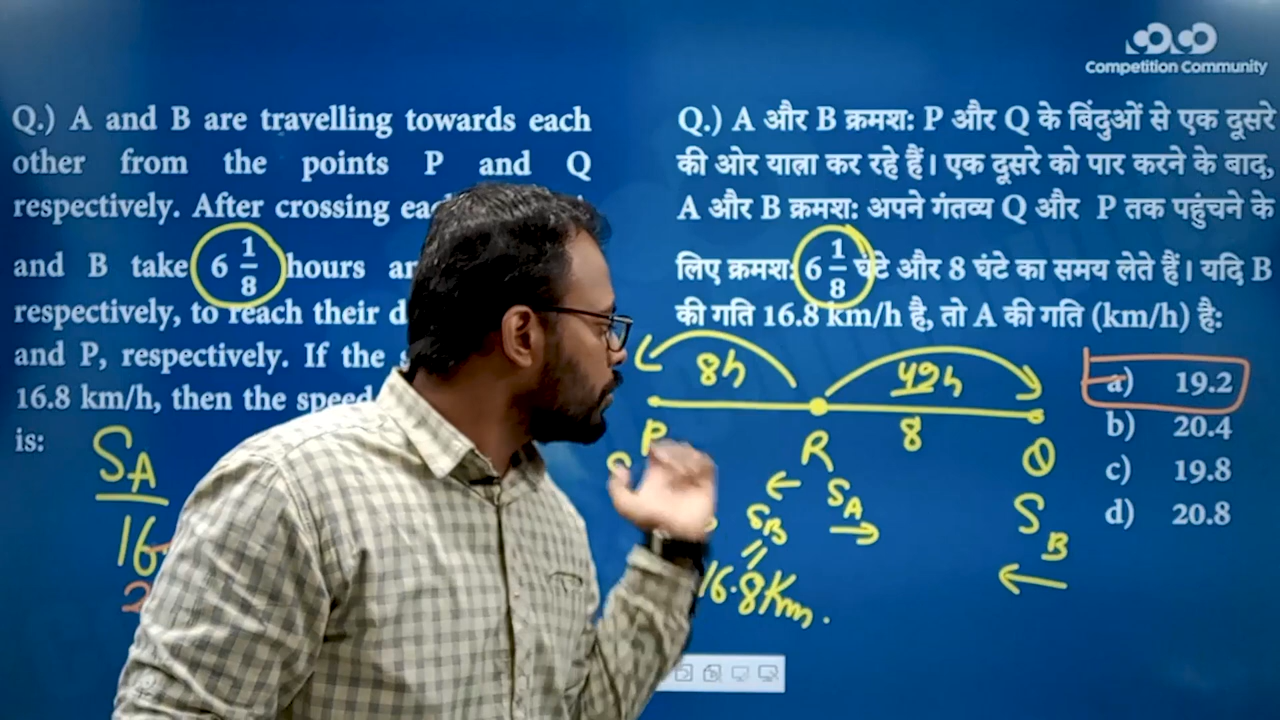 Competition Community
Q.) A and B are travelling towards each
other from the points P and Q
respectively. After crossing
and B take 6 1/8 hours
respectively, to reach their
and P, respectively. If the
16.8 km/h, then the speed
is:
Q.) A और B क्रमश: P और Q के बिंदुओं से एक दूसरे
की ओर यात्रा कर रहे हैं। एक दूसरे को पार करने के बाद,
A और B क्रमश: अपने गंतव्य Q और P तक पहुंचने के
लिए क्रमश: 6 1/8 घंटे और 8 घंटे का समय लेते हैं। यदि B
की गति 16.8 km/h है, तो A की गति (km/h) है:
a) 19.2
b) 20.4
c) 19.8
d) 20.8
8h
49h
8
P
R
Q
SA
16
2
SB
SA
SB
16.8Km.